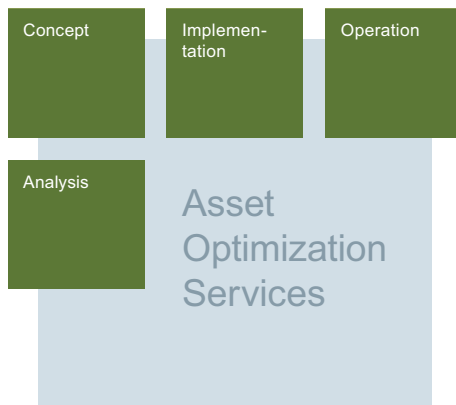 Concept
Implemen-
tation
Operation
Analysis
Asset
Optimization
Services